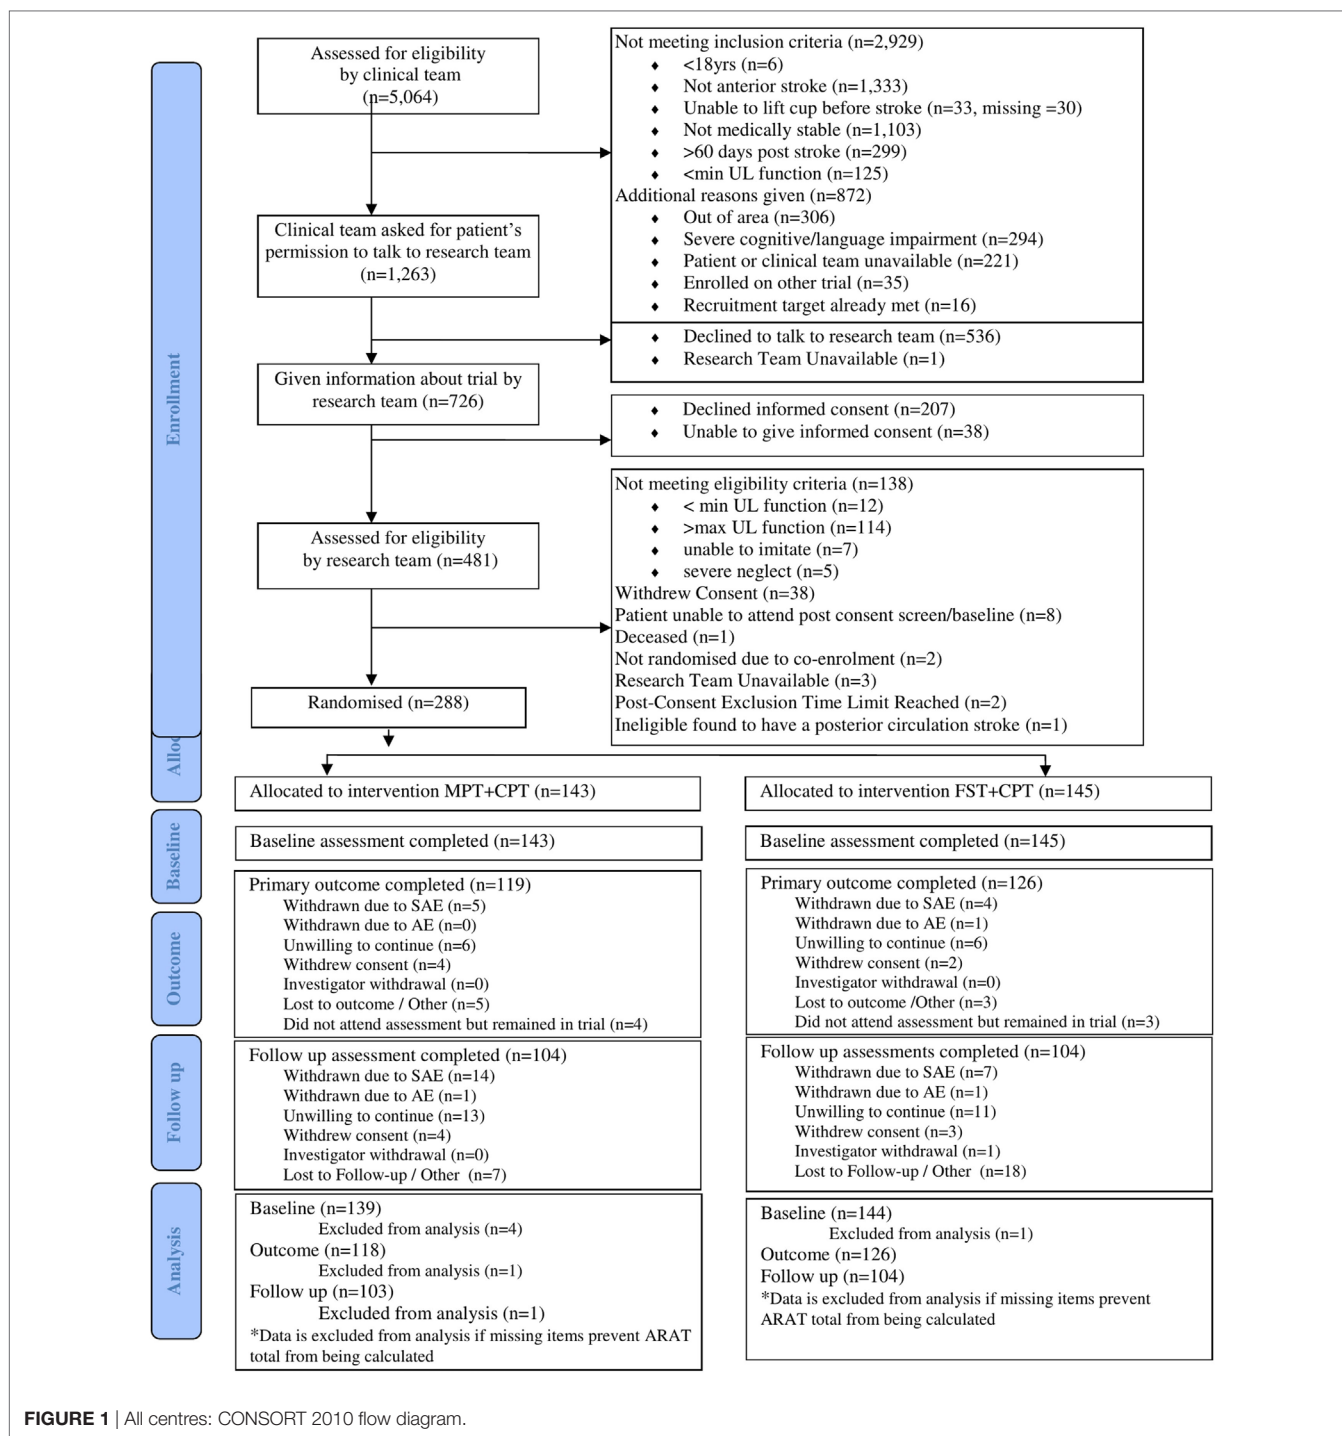 Assessed for eligibility
by clinical team
(n=5,064)
Not meeting inclusion criteria (n=2,929)
♦ <18yrs (n=6)
♦ Not anterior stroke (n=1,333)
♦ Unable to lift cup before stroke (n=33, missing =30)
♦ Not medically stable (n=1,103)
♦ >60 days post stroke (n=299)
♦ <min UL function (n=125)
Additional reasons given (n=872)
♦ Out of area (n=306)
♦ Severe cognitive/language impairment (n=294)
♦ Patient or clinical team unavailable (n=221)
♦ Enrolled on other trial (n=35)
♦ Recruitment target already met (n=16)
Clinical team asked for patient's
permission to talk to research team
(n=1,263)
♦ Declined to talk to research team (n=536)
♦ Research Team Unavailable (n=1)
Given information about trial by
research team (n=726)
♦ Declined informed consent (n=207)
♦ Unable to give informed consent (n=38)
Enrollment
Assessed for eligibility
by research team (n=481)
Not meeting eligibility criteria (n=138)
♦ < min UL function (n=12)
♦ >max UL function (n=114)
♦ unable to imitate (n=7)
♦ severe neglect (n=5)
Withdrew Consent (n=38)
Patient unable to attend post consent screen/baseline (n=8)
Deceased (n=1)
Not randomised due to co-enrolment (n=2)
Research Team Unavailable (n=3)
Post-Consent Exclusion Time Limit Reached (n=2)
Ineligible found to have a posterior circulation stroke (n=1)
Randomised (n=288)
Alloc
Allocated to intervention MPT+CPT (n=143)
Allocated to intervention FST+CPT (n=145)
Baseline
Baseline assessment completed (n=143)
Baseline assessment completed (n=145)
Outcome
Primary outcome completed (n=119)
Withdrawn due to SAE (n=5)
Withdrawn due to AE (n=0)
Unwilling to continue (n=6)
Withdrew consent (n=4)
Investigator withdrawal (n=0)
Lost to outcome / Other (n=5)
Did not attend assessment but remained in trial (n=4)
Primary outcome completed (n=126)
Withdrawn due to SAE (n=4)
Withdrawn due to AE (n=1)
Unwilling to continue (n=6)
Withdrew consent (n=2)
Investigator withdrawal (n=0)
Lost to outcome /Other (n=3)
Did not attend assessment but remained in trial (n=3)
Follow up
Follow up assessment completed (n=104)
Withdrawn due to SAE (n=14)
Withdrawn due to AE (n=1)
Unwilling to continue (n=13)
Withdrew consent (n=4)
Investigator withdrawal (n=0)
Lost to Follow-up / Other (n=7)
Follow up assessments completed (n=104)
Withdrawn due to SAE (n=7)
Withdrawn due to AE (n=1)
Unwilling to continue (n=11)
Withdrew consent (n=3)
Investigator withdrawal (n=1)
Lost to Follow-up / Other (n=18)
Analysis
Baseline (n=139)
Excluded from analysis (n=4)
Outcome (n=118)
Excluded from analysis (n=1)
Follow up (n=103)
Excluded from analysis (n=1)
*Data is excluded from analysis if missing items prevent ARAT
total from being calculated
Baseline (n=144)
Excluded from analysis (n=1)
Outcome (n=126)
Follow up (n=104)
*Data is excluded from analysis if missing items prevent
ARAT total from being calculated
FIGURE 1 | All centres: CONSORT 2010 flow diagram.